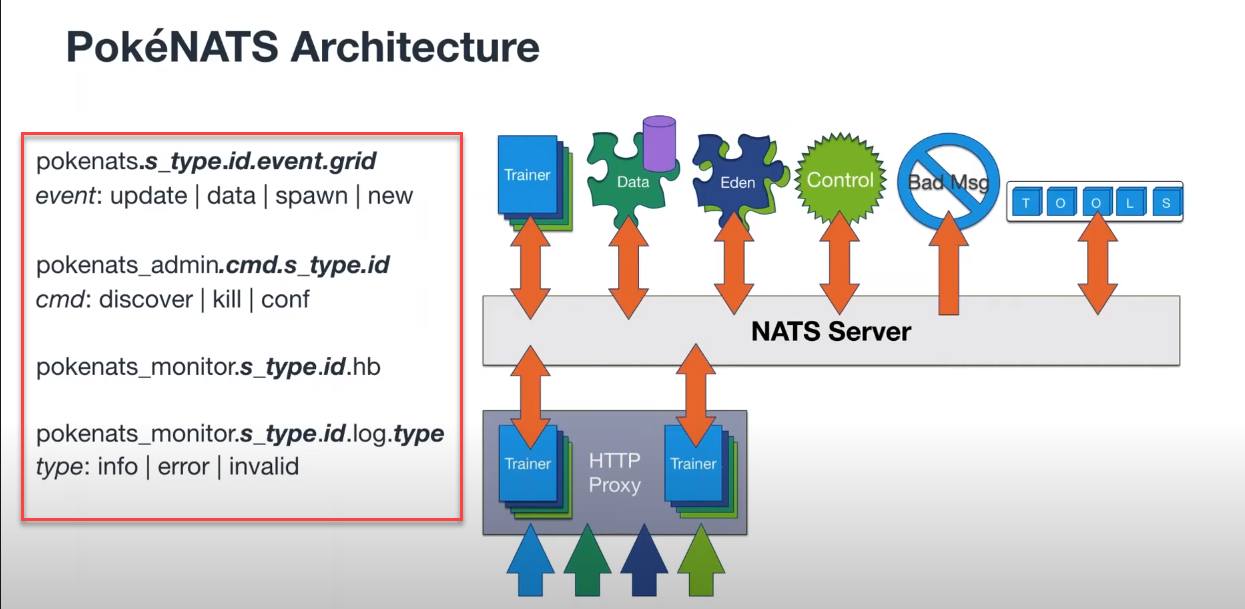 PokéNATS Architecture
pokenats.s_type.id.event.grid
event: update | data | spawn | new
pokenats_admin.cmd.s_type.id
cmd: discover | kill | conf
pokenats_monitor.s_type.id.hb
pokenats_monitor.s_type.id.log.type
type: info | error | invalid
Trainer
Data
Eden
Control
Bad Msg
T O O L S
NATS Server
Trainer
HTTP
Proxy
Trainer